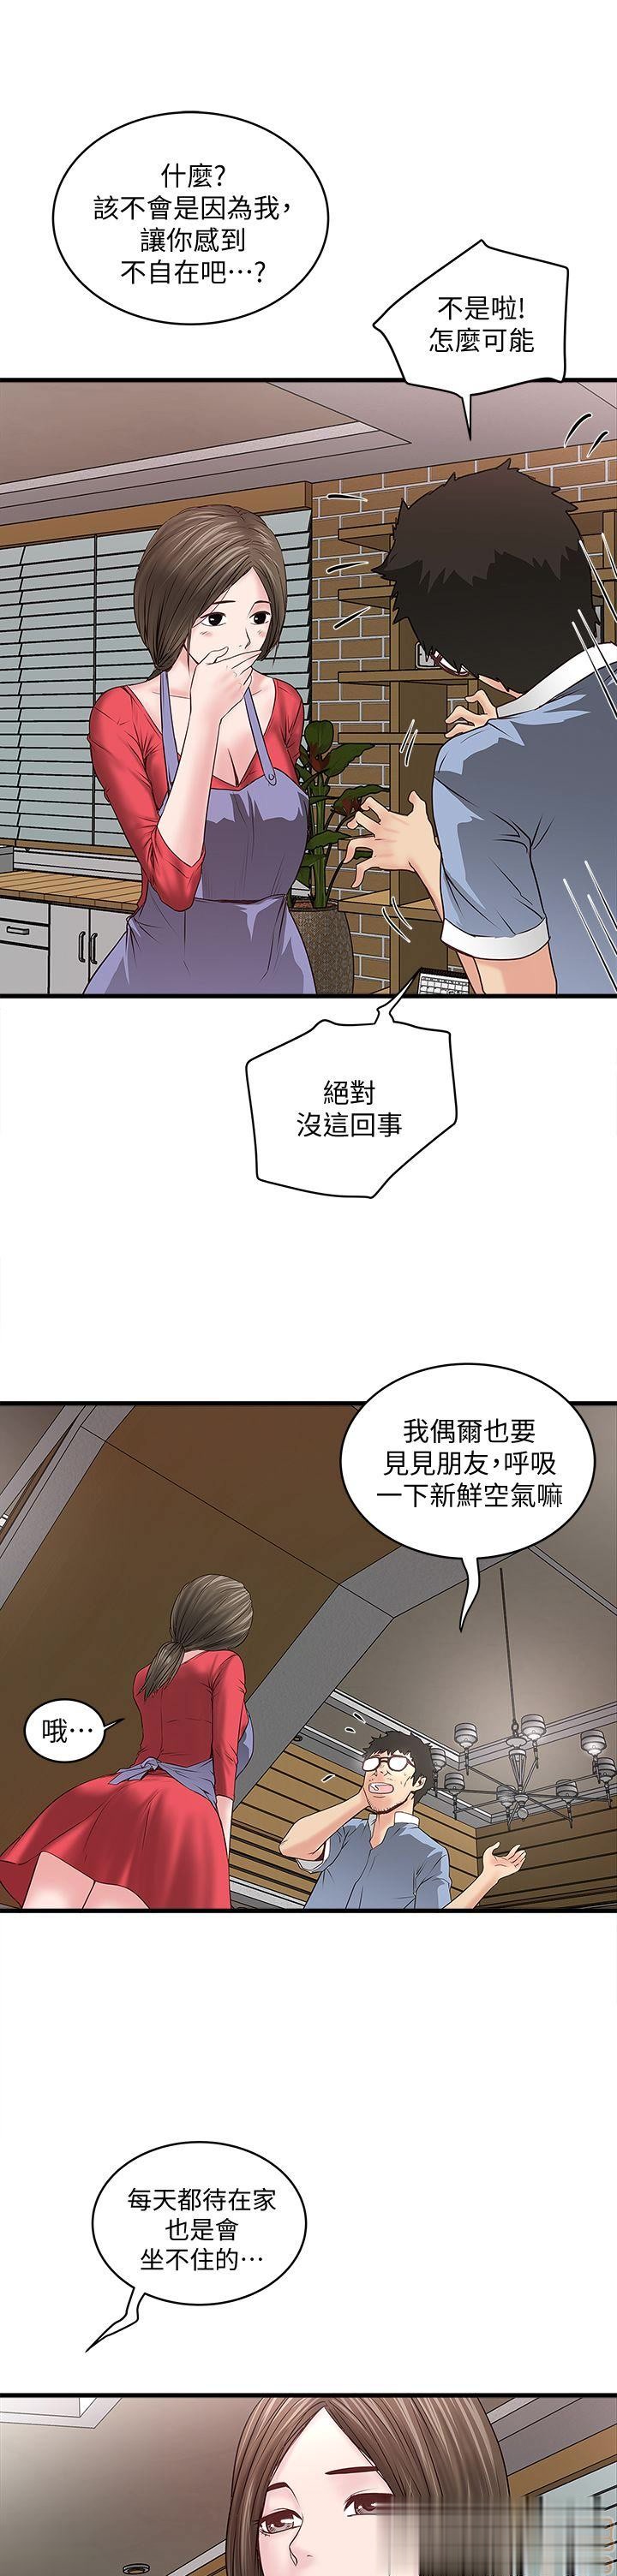 什麼?
該不會是因為我,
讓你感到
不自在吧⋯?
不是啦!
怎麼可能
絕對
沒這回事
我偶爾也要
見見朋友,呼吸
一下新鮮空氣嘛
哦⋯
每天都待在家
也是會
坐不住的⋯